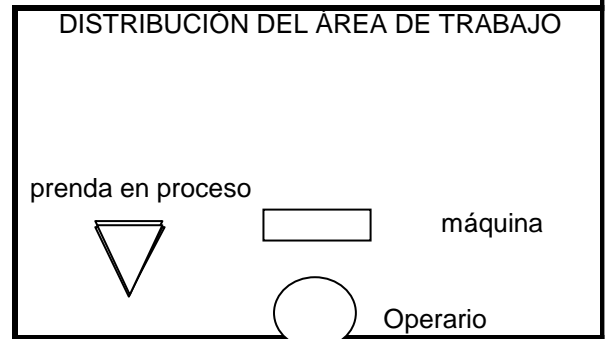 DISTRIBUCIÓN DEL ÁREA DE TRABAJO
prenda en proceso
máquina
Operario